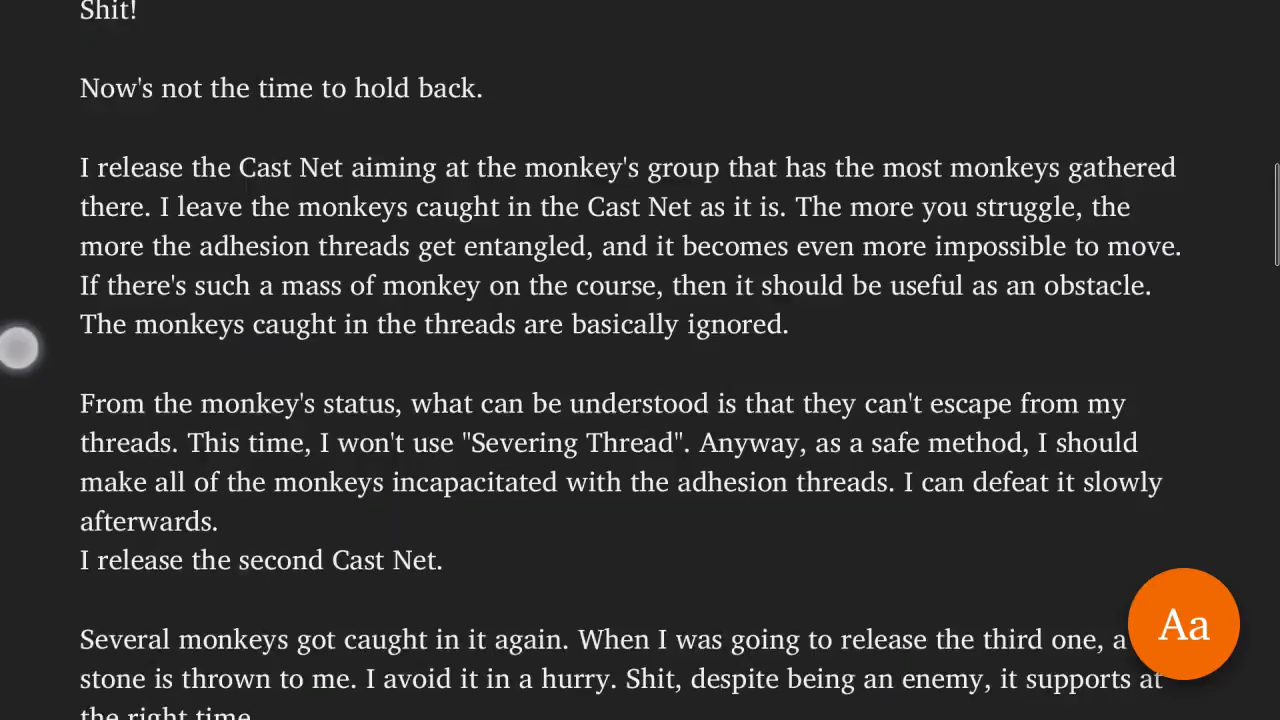 Shit!
Now's not the time to hold back.
I release the Cast Net aiming at the monkey's group that has the most monkeys gathered
there. I leave the monkeys caught in the Cast Net as it is. The more you struggle, the
more the adhesion threads get entangled, and it becomes even more impossible to move.
If there's such a mass of monkey on the course, then it should be useful as an obstacle.
The monkeys caught in the threads are basically ignored.
From the monkey's status, what can be understood is that they can't escape from my
threads. This time, I won't use "Severing Thread". Anyway, as a safe method, I should
make all of the monkeys incapacitated with the adhesion threads. I can defeat it slowly
afterwards.
I release the second Cast Net.
Several monkeys got caught in it again. When I was going to release the third one, a
stone is thrown to me. I avoid it in a hurry. Shit, despite being an enemy, it supports at
the right time.
Aa